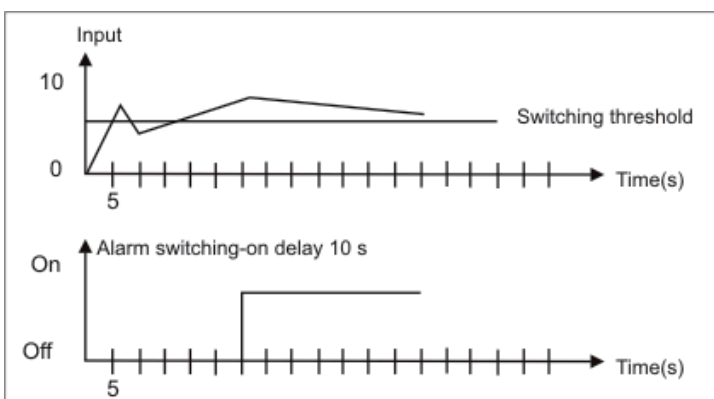 Input
10
Switching threshold
0
Time(s)
5
Alarm switching-on delay 10 s
On
Off
Time(s)
5